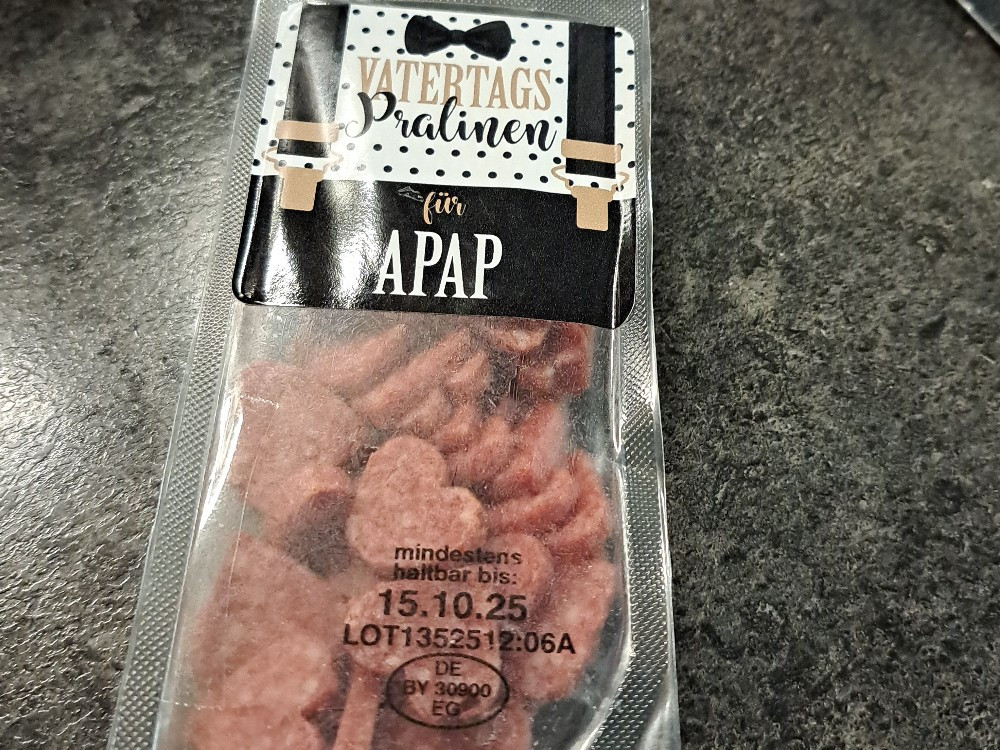 VATERTAGS
Pralinen
für
APAP
mindestens
haltbar bis:
15.10.25
LOT1352512:06A
DE
BY 30900
EG